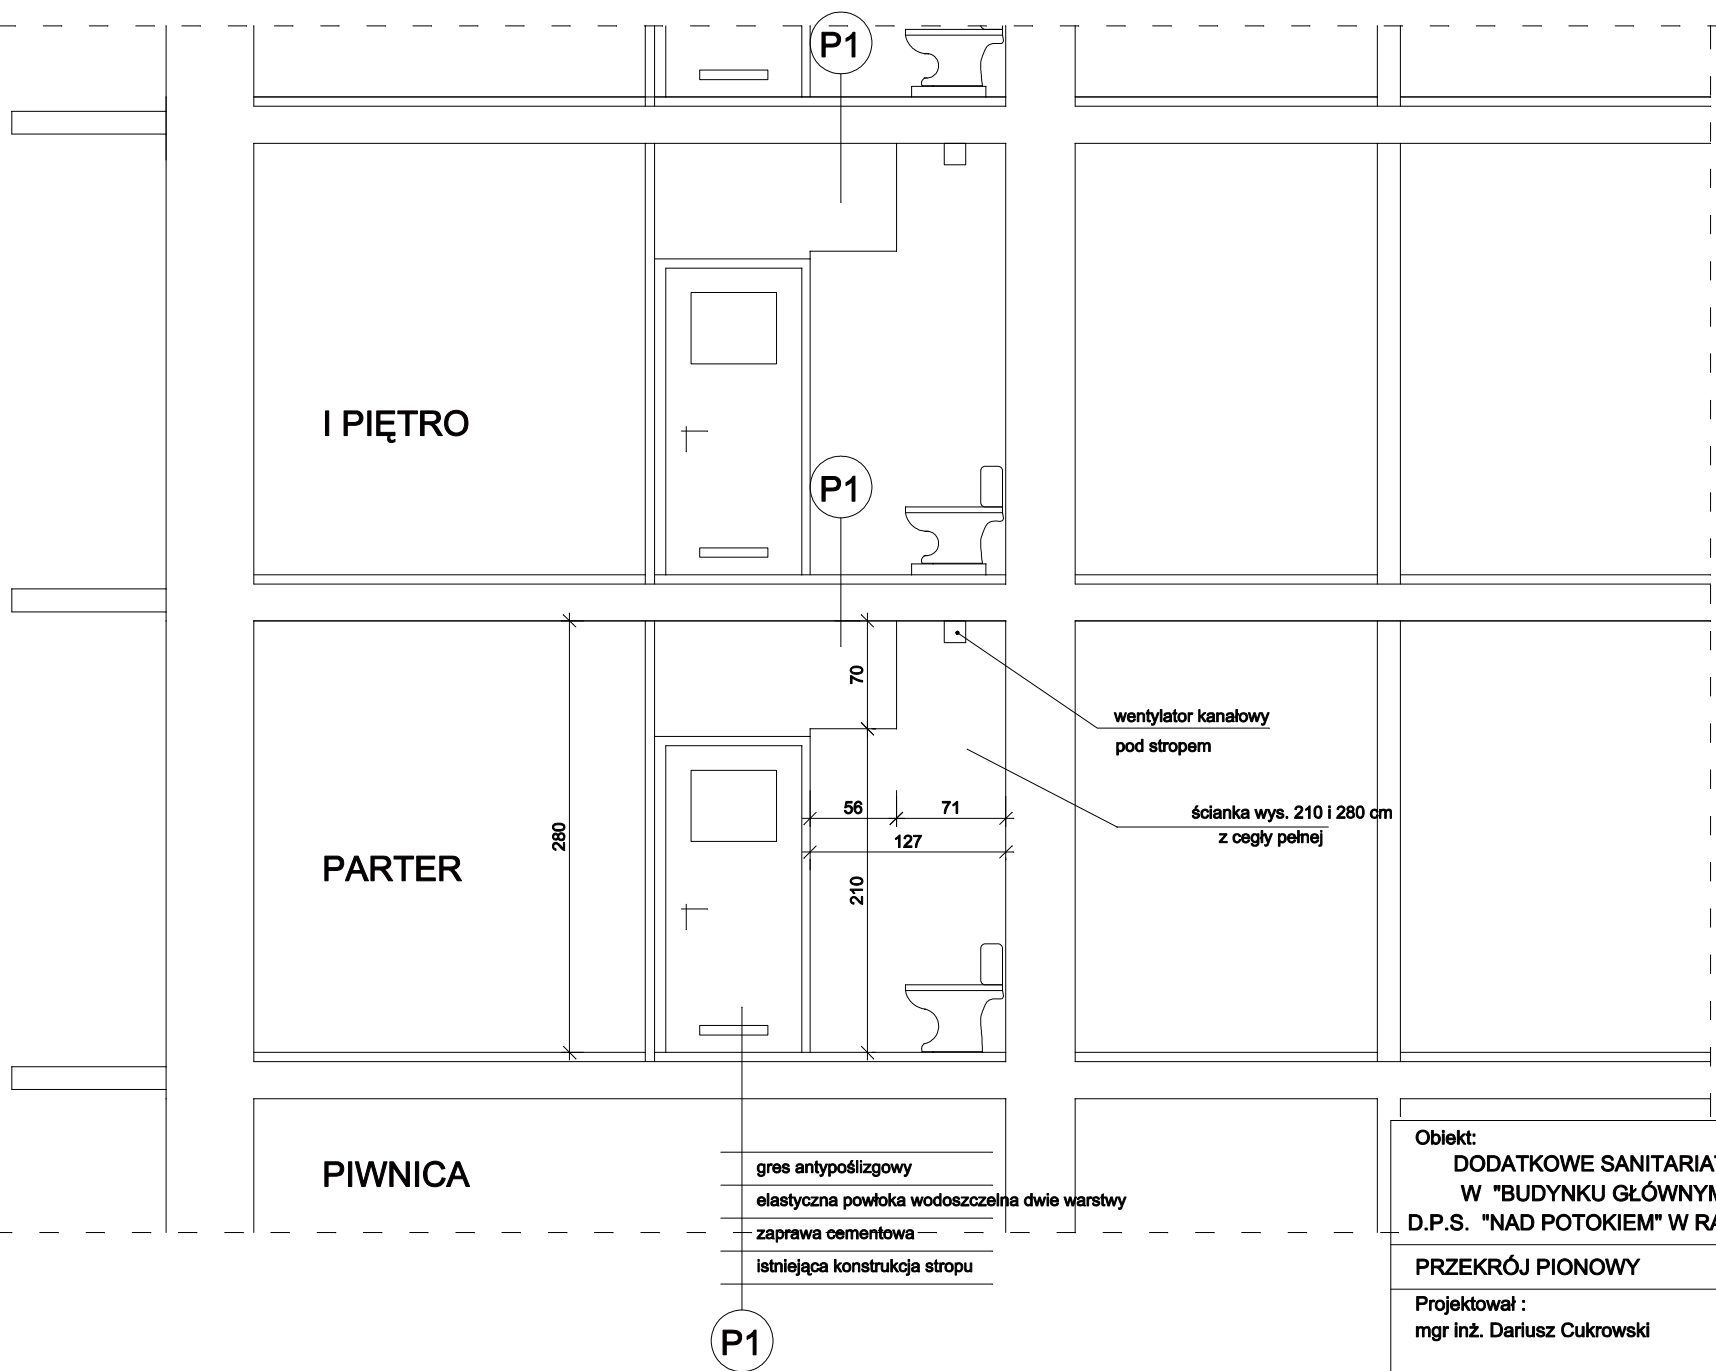 P1
I PIĘTRO
P1
70
wentylator kanałowy
pod stropem
56
71
ścianka wys. 210 i 280 cm
z cegły pełnej
280
127
PARTER
210
PIWNICA
gres antypoślizgowy
elastyczna powłoka wodoszczelna dwie warstwy
zaprawa cementowa
istniejąca konstrukcja stropu
P1
Obiekt:
DODATKOWE SANITARIAT
W "BUDYNKU GŁÓWNYM
D.P.S. "NAD POTOKIEM" W RA
PRZEKRÓJ PIONOWY
Projektował :
mgr inż. Dariusz Cukrowski